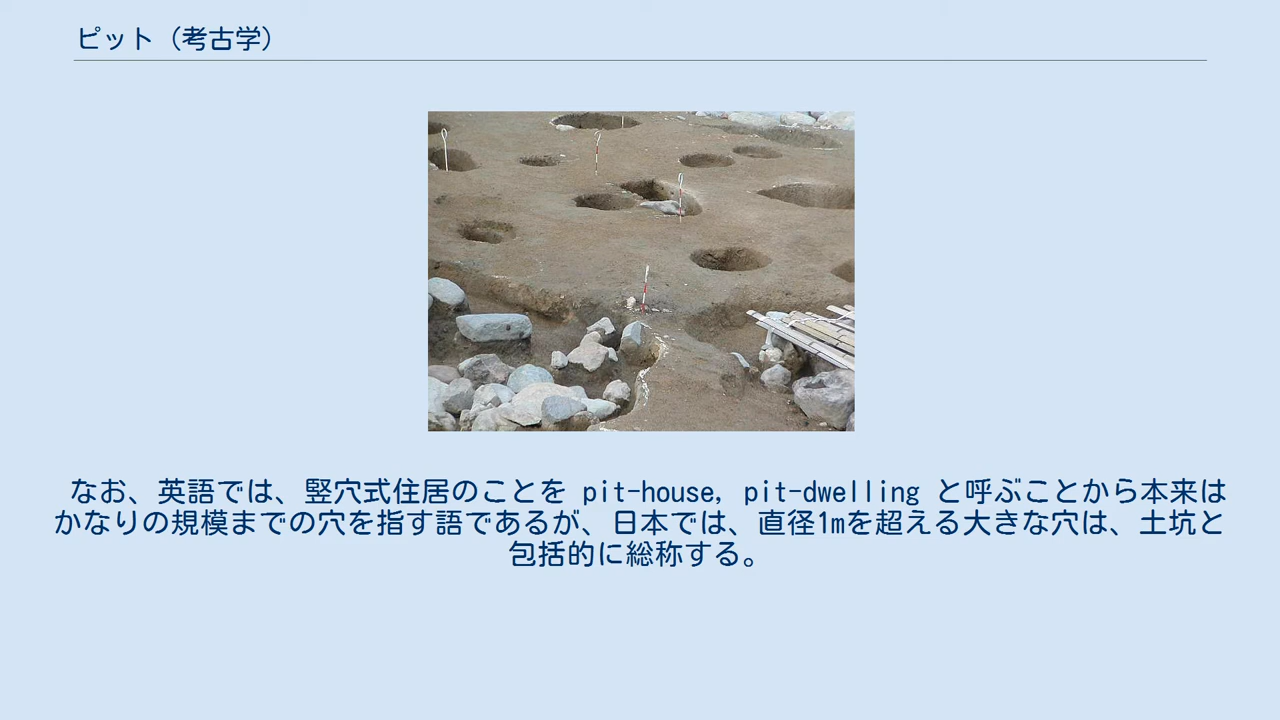 ピット（考古学）
なお、英語では、竪穴式住居のことを pit-house, pit-dwelling と呼ぶことから本来は
かなりの規模までの穴を指す語であるが、日本では、直径1mを超える大きな穴は、土坑と
包括的に総称する。